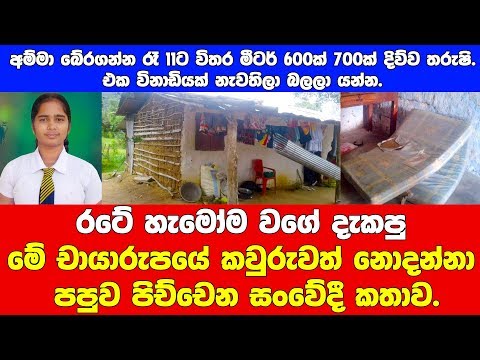 අම්මා බේරගන්න රෑ 11ට විතර මීටර් 600ක් 700ක් දිව්ව තරුෂි.
එක විනාඩියක් නැවතිලා බලලා යන්න.
රටේ හැමෝම වගේ දැකපු
මේ චායාරුපයේ කවුරුවත් නොදන්නා
පපුව පිච්චෙන සංවේදී කතාව.